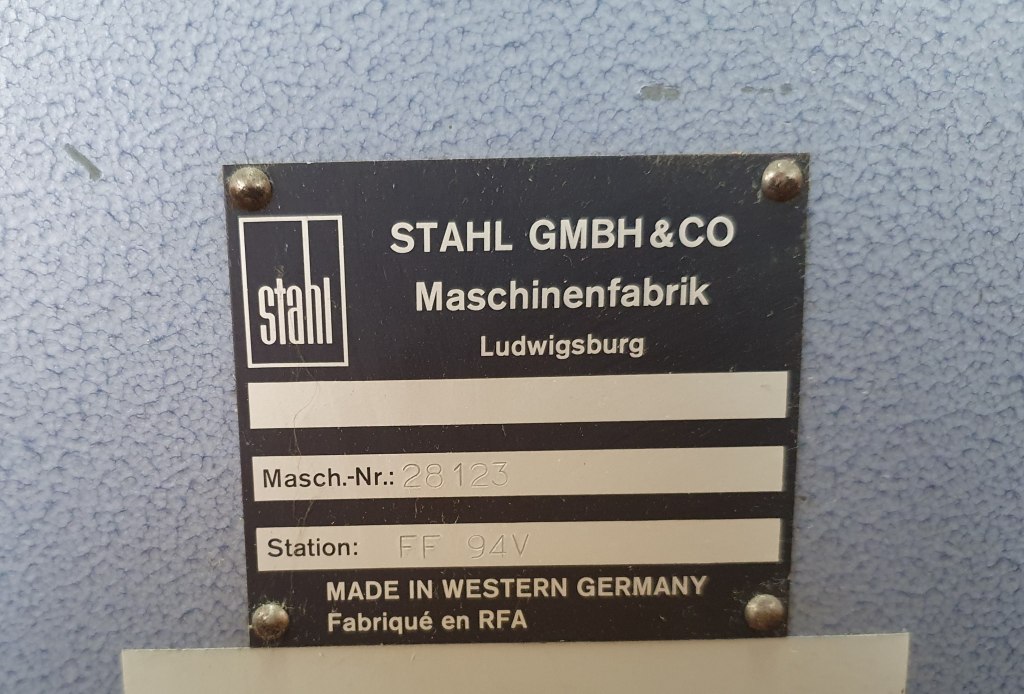 stahl
STAHL GMBH & CO
Maschinenfabrik
Ludwigsburg
Masch.-Nr.: 28123
Station: FF 94V
MADE IN WESTERN GERMANY
Fabriqué en RFA